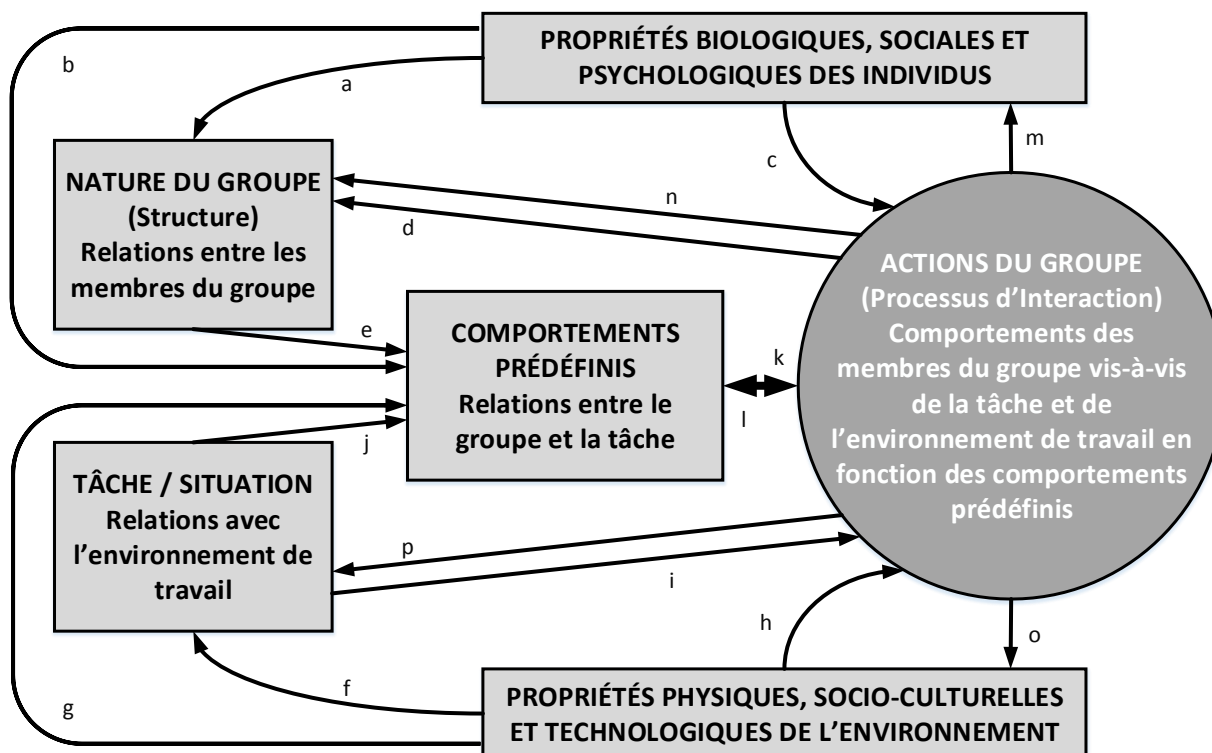 PROPRIÉTÉS BIOLOGIQUES, SOCIALES ET
PSYCHOLOGIQUES DES INDIVIDUS
b
a
c
m
NATURE DU GROUPE
(Structure)
Relations entre les
membres du groupe
n
d
ACTIONS DU GROUPE
(Processus d’Interaction)
Comportements des
membres du groupe vis-à-vis
de la tâche et de
l’environnement de travail en
fonction des comportements
prédéfinis
e
COMPORTEMENTS
PRÉDÉFINIS
Relations entre le
groupe et la tâche
k
l
j
TÂCHE / SITUATION
Relations avec
l’environnement de
travail
p
i
h
o
f
g
PROPRIÉTÉS PHYSIQUES, SOCIO-CULTURELLES
ET TECHNOLOGIQUES DE L’ENVIRONNEMENT